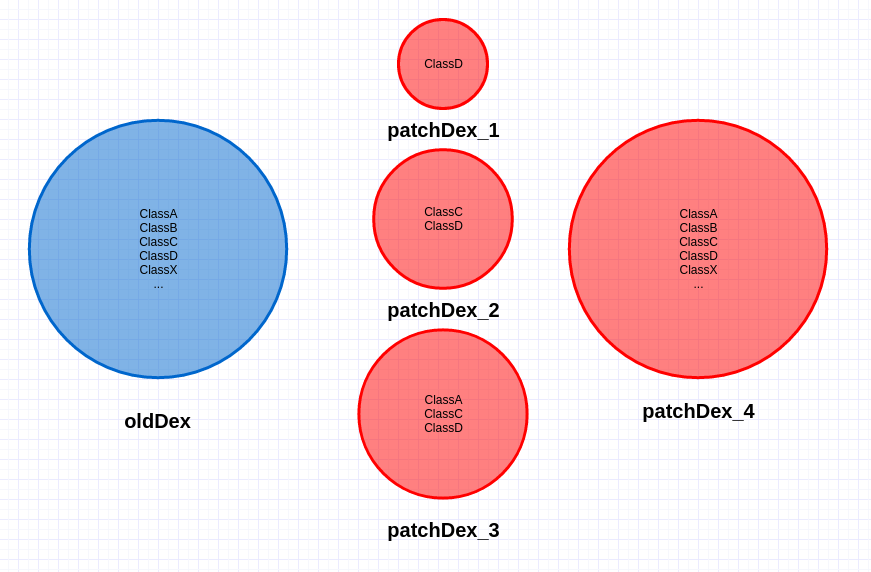 ClassA
ClassB
ClassC
ClassD
ClassX
...
oldDex
ClassD
patchDex_1
ClassC
ClassD
patchDex_2
ClassA
ClassC
ClassD
patchDex_3
ClassA
ClassB
ClassC
ClassD
ClassX
...
patchDex_4